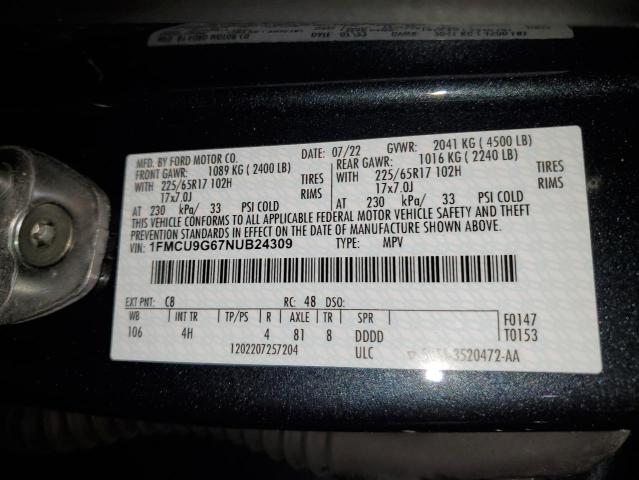 MFD. BY FORD MOTOR CO.
DATE: 07/22 GVWR: 2041 KG ( 4500 LB)
FRONT GAWR: 1089 KG ( 2400 LB) REAR GAWR: 1016 KG ( 2240 LB)
WITH 225/65R17 102H TIRES WITH 225/65R17 102H TIRES
17x7.0J RIMS 17x7.0J RIMS
AT 230 kPa/ 33 PSI COLD AT 230 kPa/ 33 PSI COLD
THIS VEHICLE CONFORMS TO ALL APPLICABLE FEDERAL MOTOR VEHICLE SAFETY AND THEFT
PREVENTION STANDARDS IN EFFECT ON THE DATE OF MANUFACTURE SHOWN ABOVE.
VIN: 1FMCU9G67NUB24309 TYPE: MPV
EXT PNT: C8 RC: 48 DSO:
WB INT TR TP/PS R AXLE TR SPR F0147
106 4H 4 81 8 DDDD T0153
1202207257204 ULC 3520472-AA